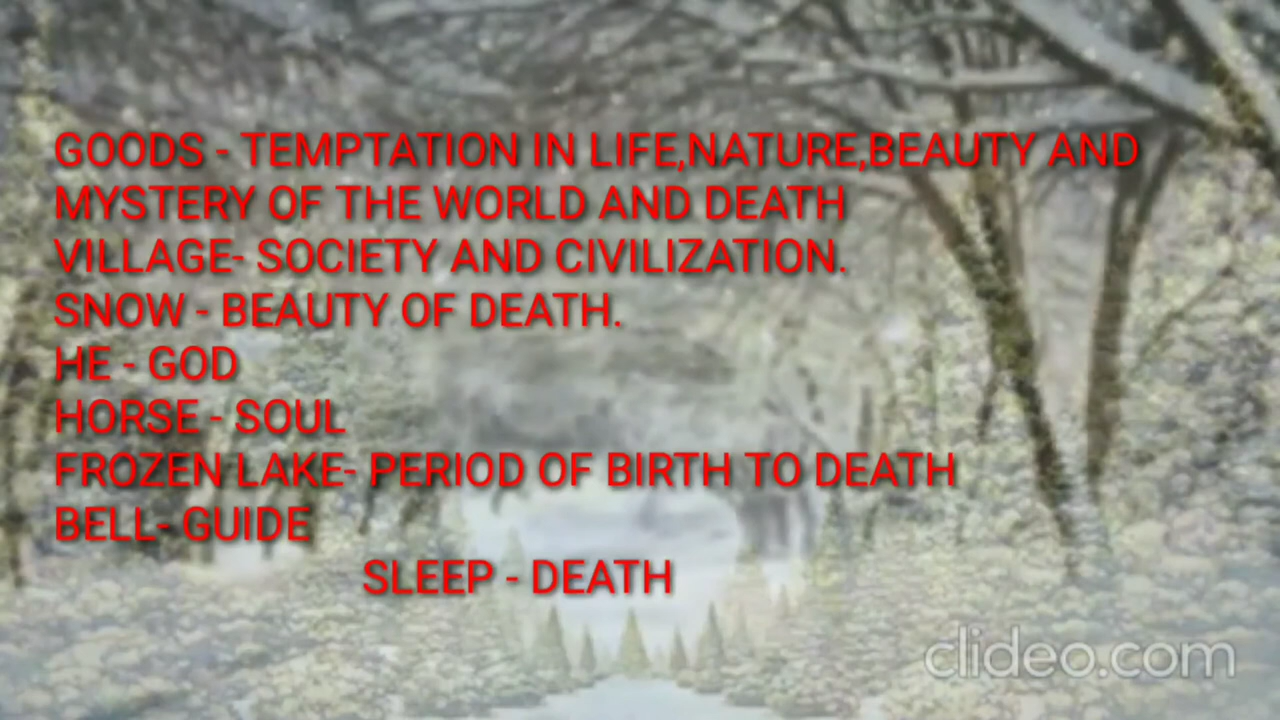 GOODS - TEMPTATION IN LIFE,NATURE,BEAUTY AND
MYSTERY OF THE WORLD AND DEATH
VILLAGE- SOCIETY AND CIVILIZATION.
SNOW - BEAUTY OF DEATH.
HE - GOD
HORSE - SOUL
FROZEN LAKE- PERIOD OF BIRTH TO DEATH
BELL- GUIDE
SLEEP - DEATH
clideo.com